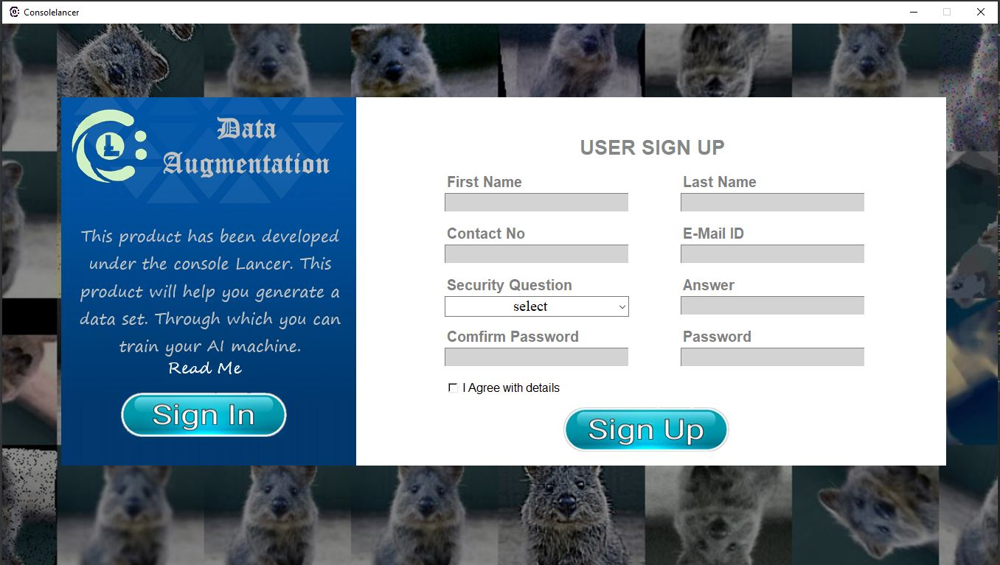 Consolelancer
Data
Augmentation
This product has been developed
under the console Lancer. This
product will help you generate a
data set. Through which you can
train your AI machine.
Read Me
Sign In
USER SIGN UP
First Name
Last Name
Contact No
E-Mail ID
Security Question
Answer
select
Comfirm Password
Password
I Agree with details
Sign Up